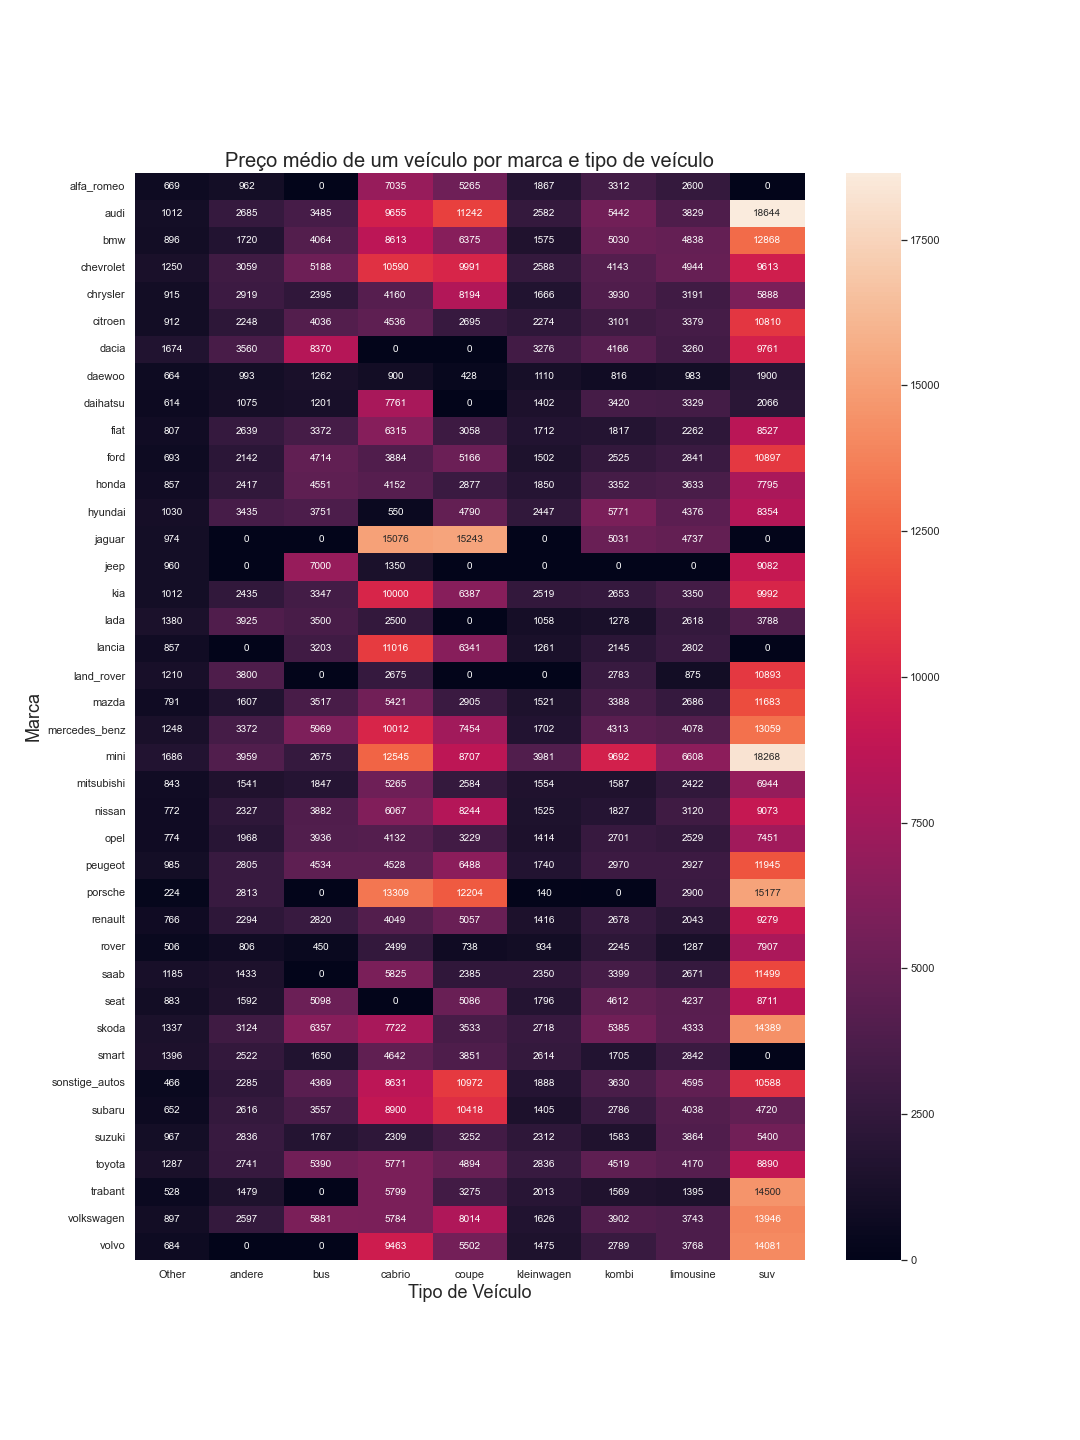 Preço médio de um veículo por marca e tipo de veículo
alfa_romeo 669 962 0 7035 5265 1867 3312 2600 0
audi 1012 2685 3485 9655 11242 2582 5442 3829 18644
bmw 896 1720 4064 8613 6375 1575 5030 4838 12868
17500
chevrolet 1250 3059 5188 10590 9991 2588 4143 4944 9613
chrysler 915 2919 2395 4160 8194 1666 3930 3191 5888
citroen 912 2248 4036 4536 2695 2274 3101 3379 10810
dacia 1674 3560 8370 0 0 3276 4166 3260 9761
daewoo 664 993 1262 900 428 1110 816 983 1900
15000
daihatsu 614 1075 1201 7761 0 1402 3420 3329 2066
fiat 807 2639 3372 6315 3058 1712 1817 2262 8527
ford 693 2142 4714 3884 5166 1502 2525 2841 10897
honda 857 2417 4551 4152 2877 1850 3352 3633 7795
hyundai 1030 3435 3751 550 4790 2447 5771 4376 8354
12500
jaguar 974 0 0 15076 15243 0 5031 4737 0
jeep 960 0 7000 1350 0 0 0 0 9082
kia 1012 2435 3347 10000 6387 2519 2653 3350 9992
lada 1380 3925 3500 2500 0 1058 1278 2618 3788
lancia 857 0 3203 11016 6341 1261 2145 2802 0
land_rover 1210 3800 0 2675 0 0 2783 875 10893
10000
mazda 791 1607 3517 5421 2905 1521 3388 2686 11683
Marca
mercedes_benz 1248 3372 5969 10012 7454 1702 4313 4078 13059
mini 1686 3959 2675 12545 8707 3981 9692 6608 18268
mitsubishi 843 1541 1847 5265 2584 1554 1587 2422 6944
nissan 772 2327 3882 6067 8244 1525 1827 3120 9073
7500
opel 774 1968 3936 4132 3229 1414 2701 2529 7451
peugeot 985 2805 4534 4528 6488 1740 2970 2927 11945
porsche 224 2813 0 13309 12204 140 0 2900 15177
renault 766 2294 2820 4049 5057 1416 2678 2043 9279
rover 506 806 450 2499 738 934 2245 1287 7907
5000
saab 1185 1433 0 5825 2385 2350 3399 2671 11499
seat 883 1592 5098 0 5086 1796 4612 4237 8711
skoda 1337 3124 6357 7722 3533 2718 5385 4333 14389
smart 1396 2522 1650 4642 3851 2614 1705 2842 0
sonstige_autos 466 2285 4369 8631 10972 1888 3630 4595 10588
subaru 652 2616 3557 8900 10418 1405 2786 4038 4720
2500
suzuki 967 2836 1767 2309 3252 2312 1583 3864 5400
toyota 1287 2741 5390 5771 4894 2836 4519 4170 8890
trabant 528 1479 0 5799 3275 2013 1569 1395 14500
volkswagen 897 2597 5881 5784 8014 1626 3902 3743 13946
volvo 684 0 0 9463 5502 1475 2789 3768 14081
0
Other andere bus cabrio coupe kleinwagen kombi limousine suv
Tipo de Veículo